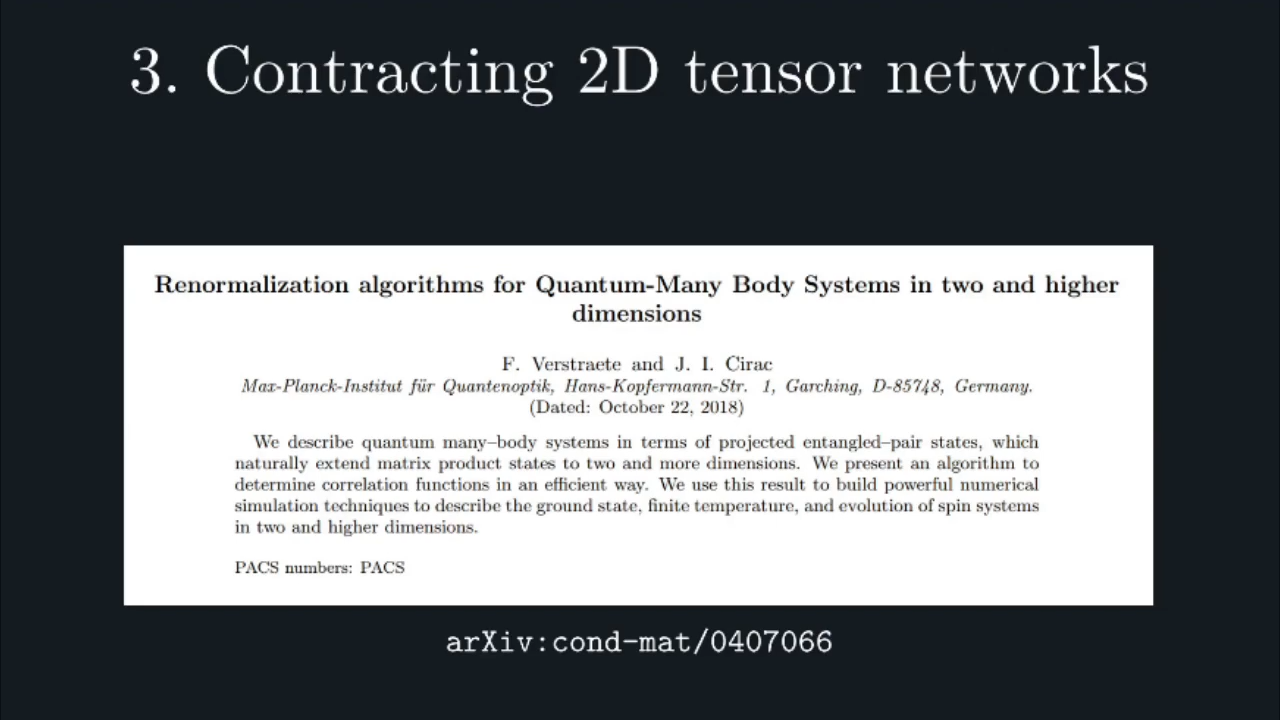 3. Contracting 2D tensor networks
Renormalization algorithms for Quantum-Many Body Systems in two and higher
dimensions
F. Verstraete and J. I. Cirac
Max-Planck-Institut für Quantenoptik, Hans-Kopfermann-Str. 1, Garching, D-85748, Germany.
(Dated: October 22, 2018)
We describe quantum many–body systems in terms of projected entangled–pair states, which
naturally extend matrix product states to two and more dimensions. We present an algorithm to
determine correlation functions in an efficient way. We use this result to build powerful numerical
simulation techniques to describe the ground state, finite temperature, and evolution of spin systems
in two and higher dimensions.
PACS numbers: PACS
arXiv:cond-mat/0407066